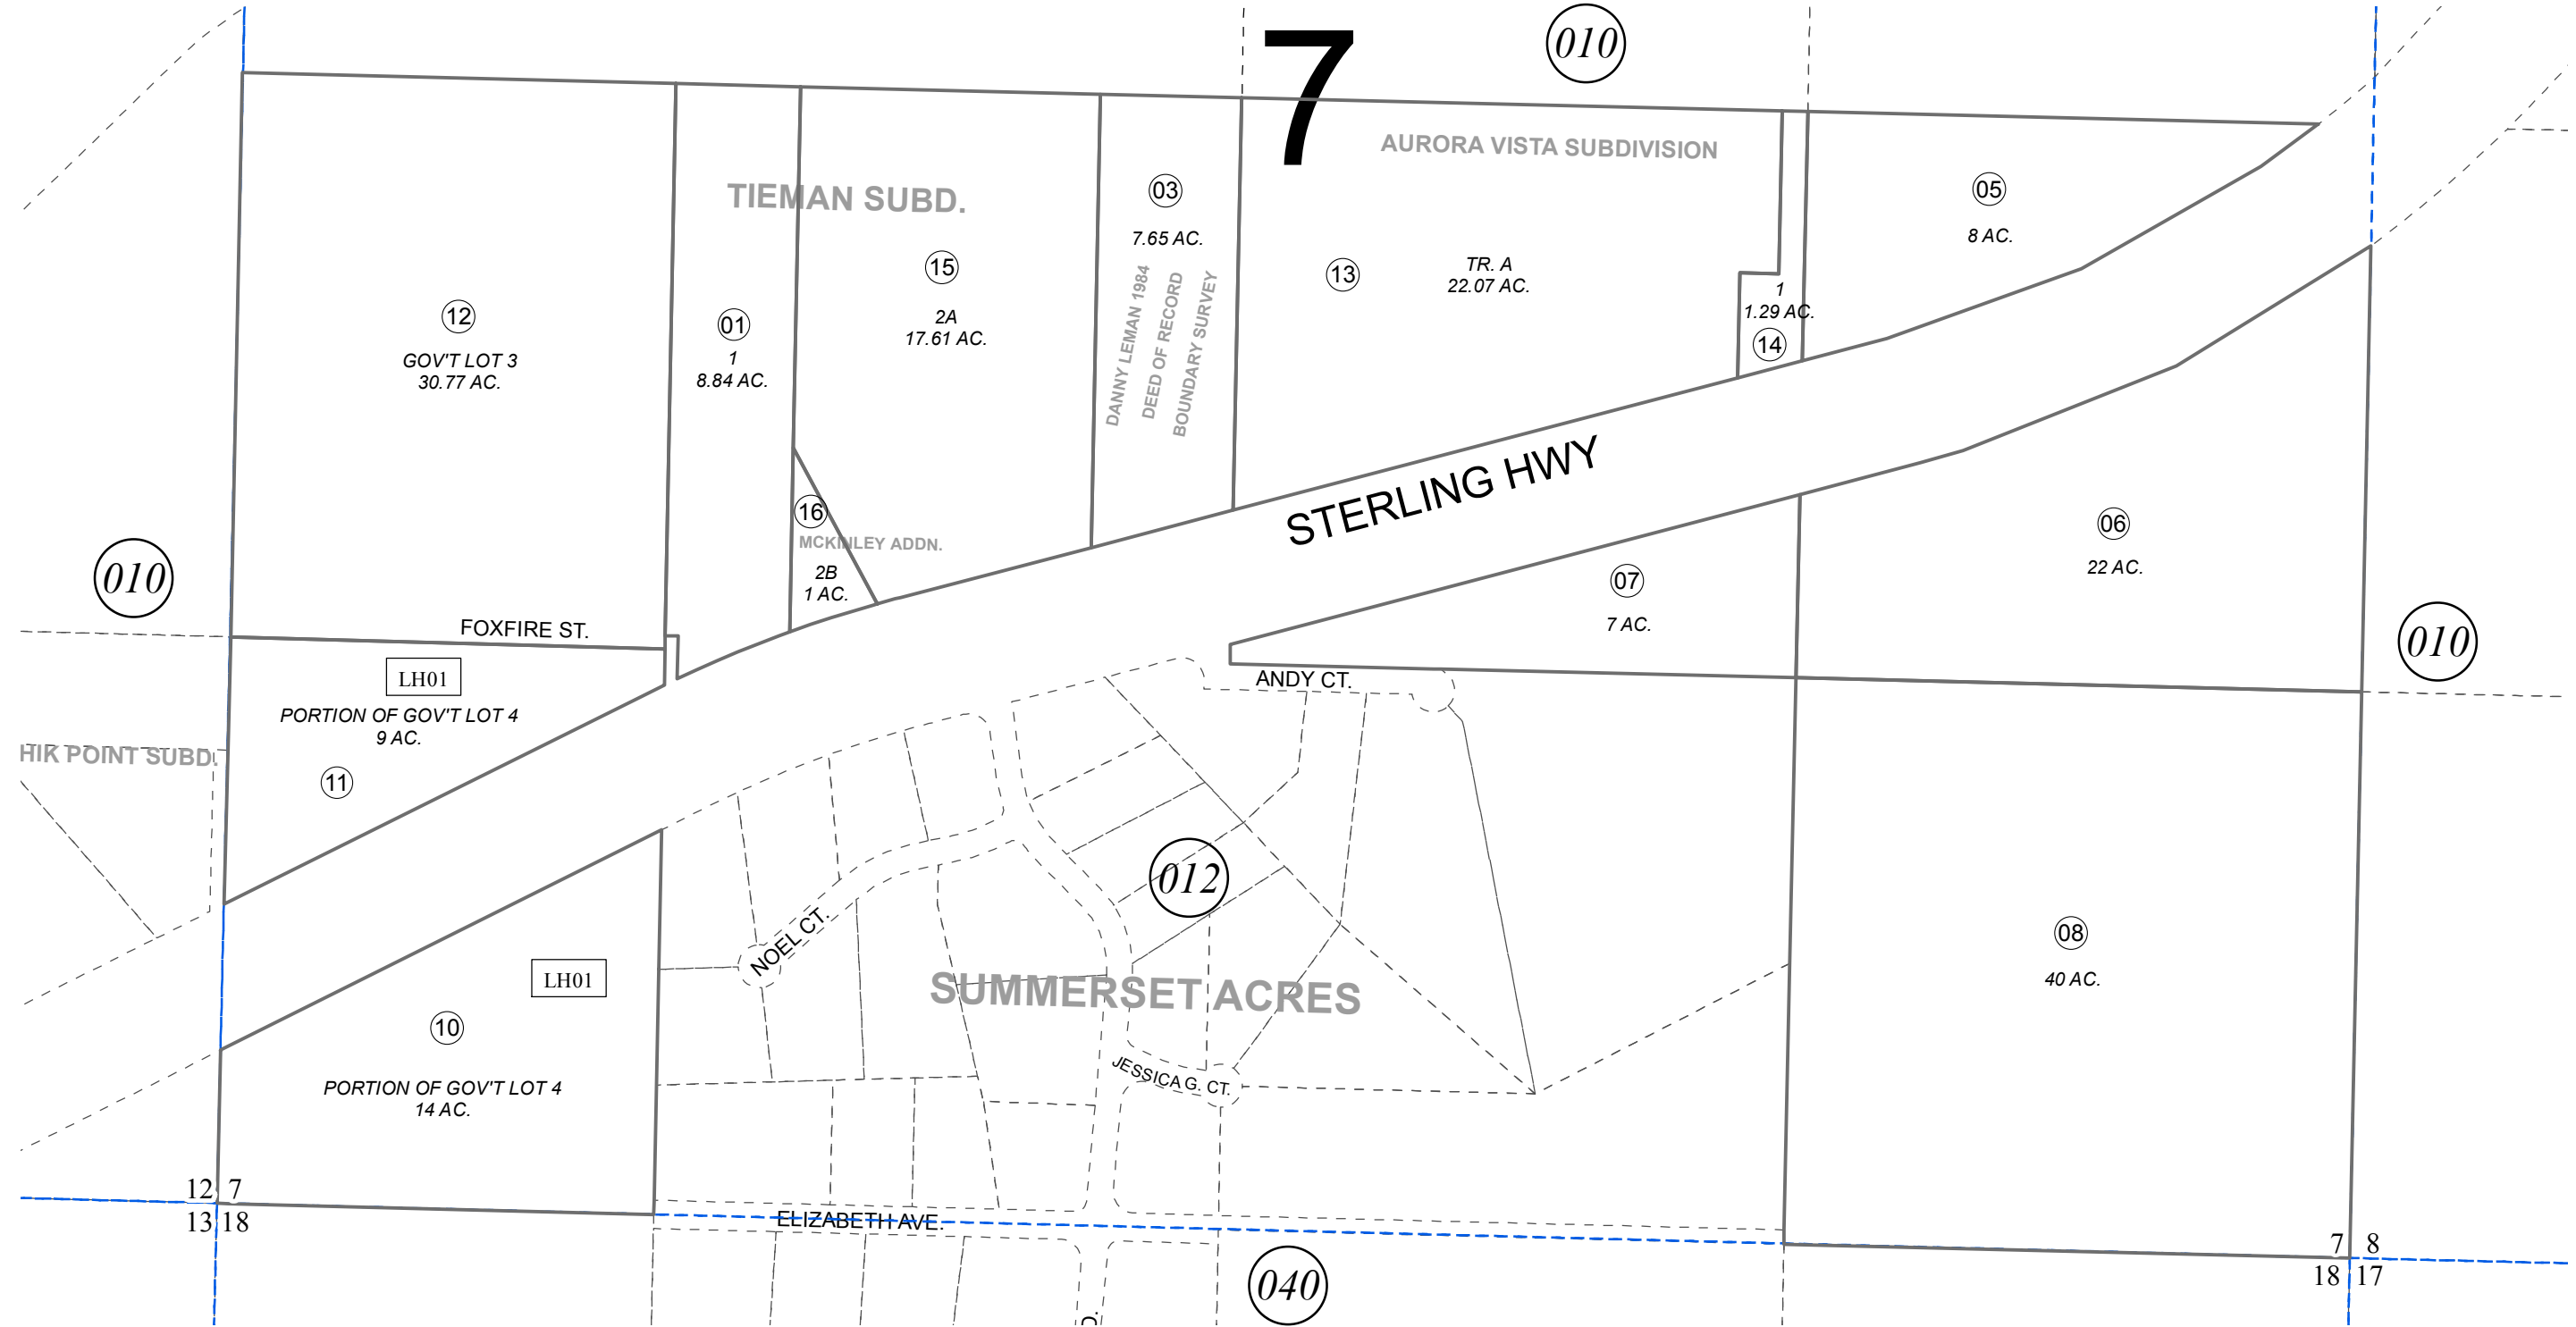 7
010
AURORA VISTA SUBDIVISION
TIEMAN SUBD.
03
7.65 AC.
DANNY LEMAN 1984
DEED OF RECORD
BOUNDARY SURVEY
05
8 AC.
15
2A
17.61 AC.
13
TR. A
22.07 AC.
1
1.29 AC.
14
12
GOV'T LOT 3
30.77 AC.
01
1
8.84 AC.
STERLING HWY
16
MCKINLEY ADDN.
2B
1 AC.
06
22 AC.
07
7 AC.
010
010
FOXFIRE ST.
LH01
PORTION OF GOV'T LOT 4
9 AC.
11
HIK POINT SUBD.
ANDY CT.
012
NOEL CT.
SUMMERSET ACRES
08
40 AC.
LH01
10
PORTION OF GOV'T LOT 4
14 AC.
JESSICA G. CT.
12 7
13 18
ELIZABETH AVE.
7 8
18 17
040